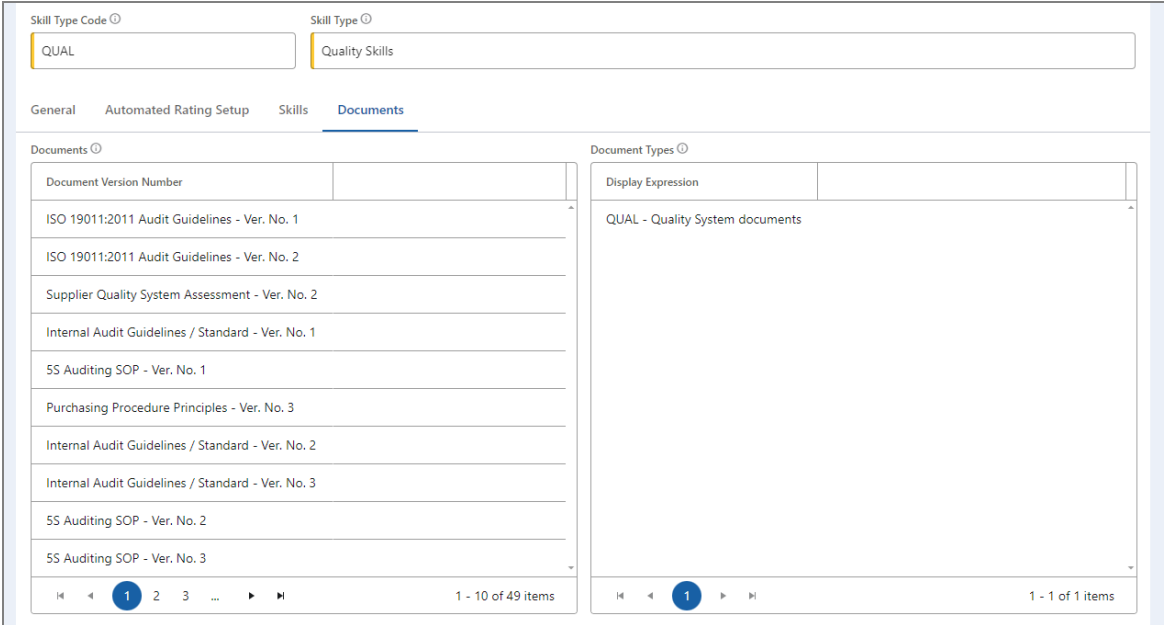 Skill Type Code
Skill Type
QUAL
Quality Skills
General Automated Rating Setup Skills Documents
Documents
Document Version Number
ISO 19011:2011 Audit Guidelines - Ver. No. 1
ISO 19011:2011 Audit Guidelines - Ver. No. 2
Supplier Quality System Assessment - Ver. No. 2
Internal Audit Guidelines / Standard - Ver. No. 1
5S Auditing SOP - Ver. No. 1
Purchasing Procedure Principles - Ver. No. 3
Internal Audit Guidelines / Standard - Ver. No. 2
Internal Audit Guidelines / Standard - Ver. No. 3
5S Auditing SOP - Ver. No. 2
5S Auditing SOP - Ver. No. 3
1 2 3 ... 1 - 10 of 49 items
Document Types
Display Expression
QUAL - Quality System documents
1 1 - 1 of 1 items